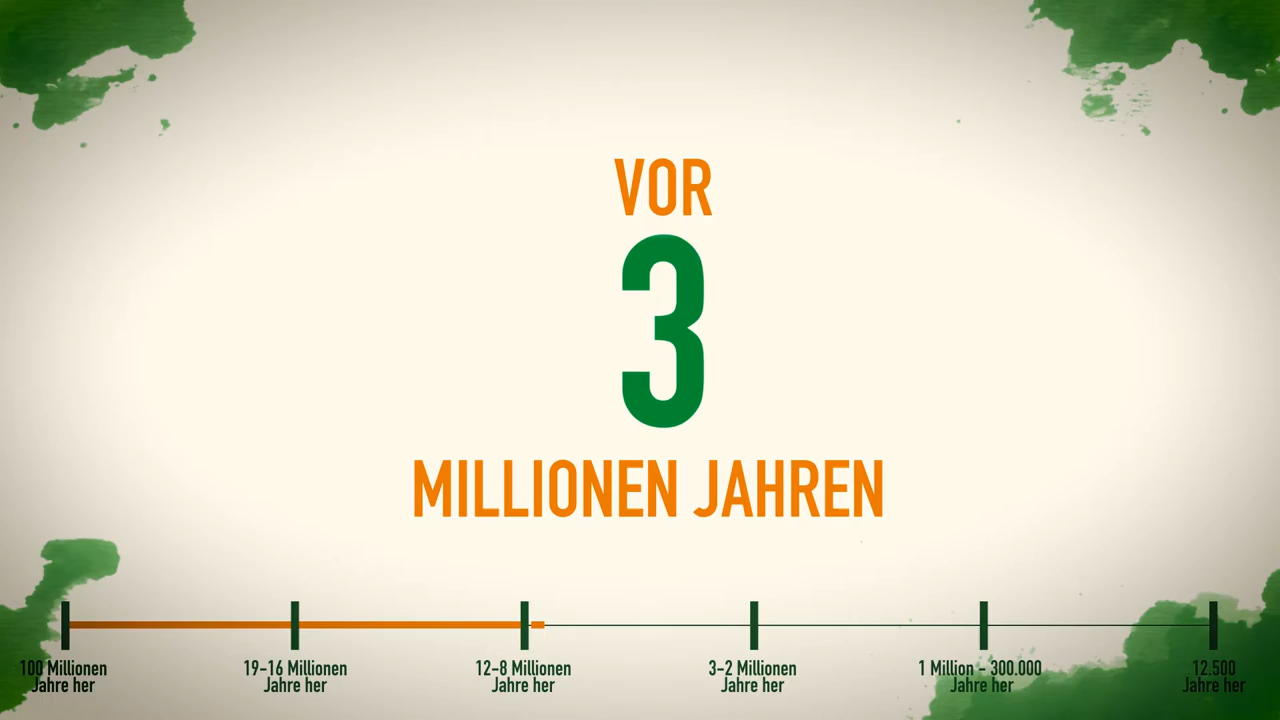 VOR
3
MILLIONEN JAHREN
100 Millionen
Jahre her
19-16 Millionen
Jahre her
12-8 Millionen
Jahre her
3-2 Millionen
Jahre her
1 Million - 300.000
Jahre her
12.500
Jahre her